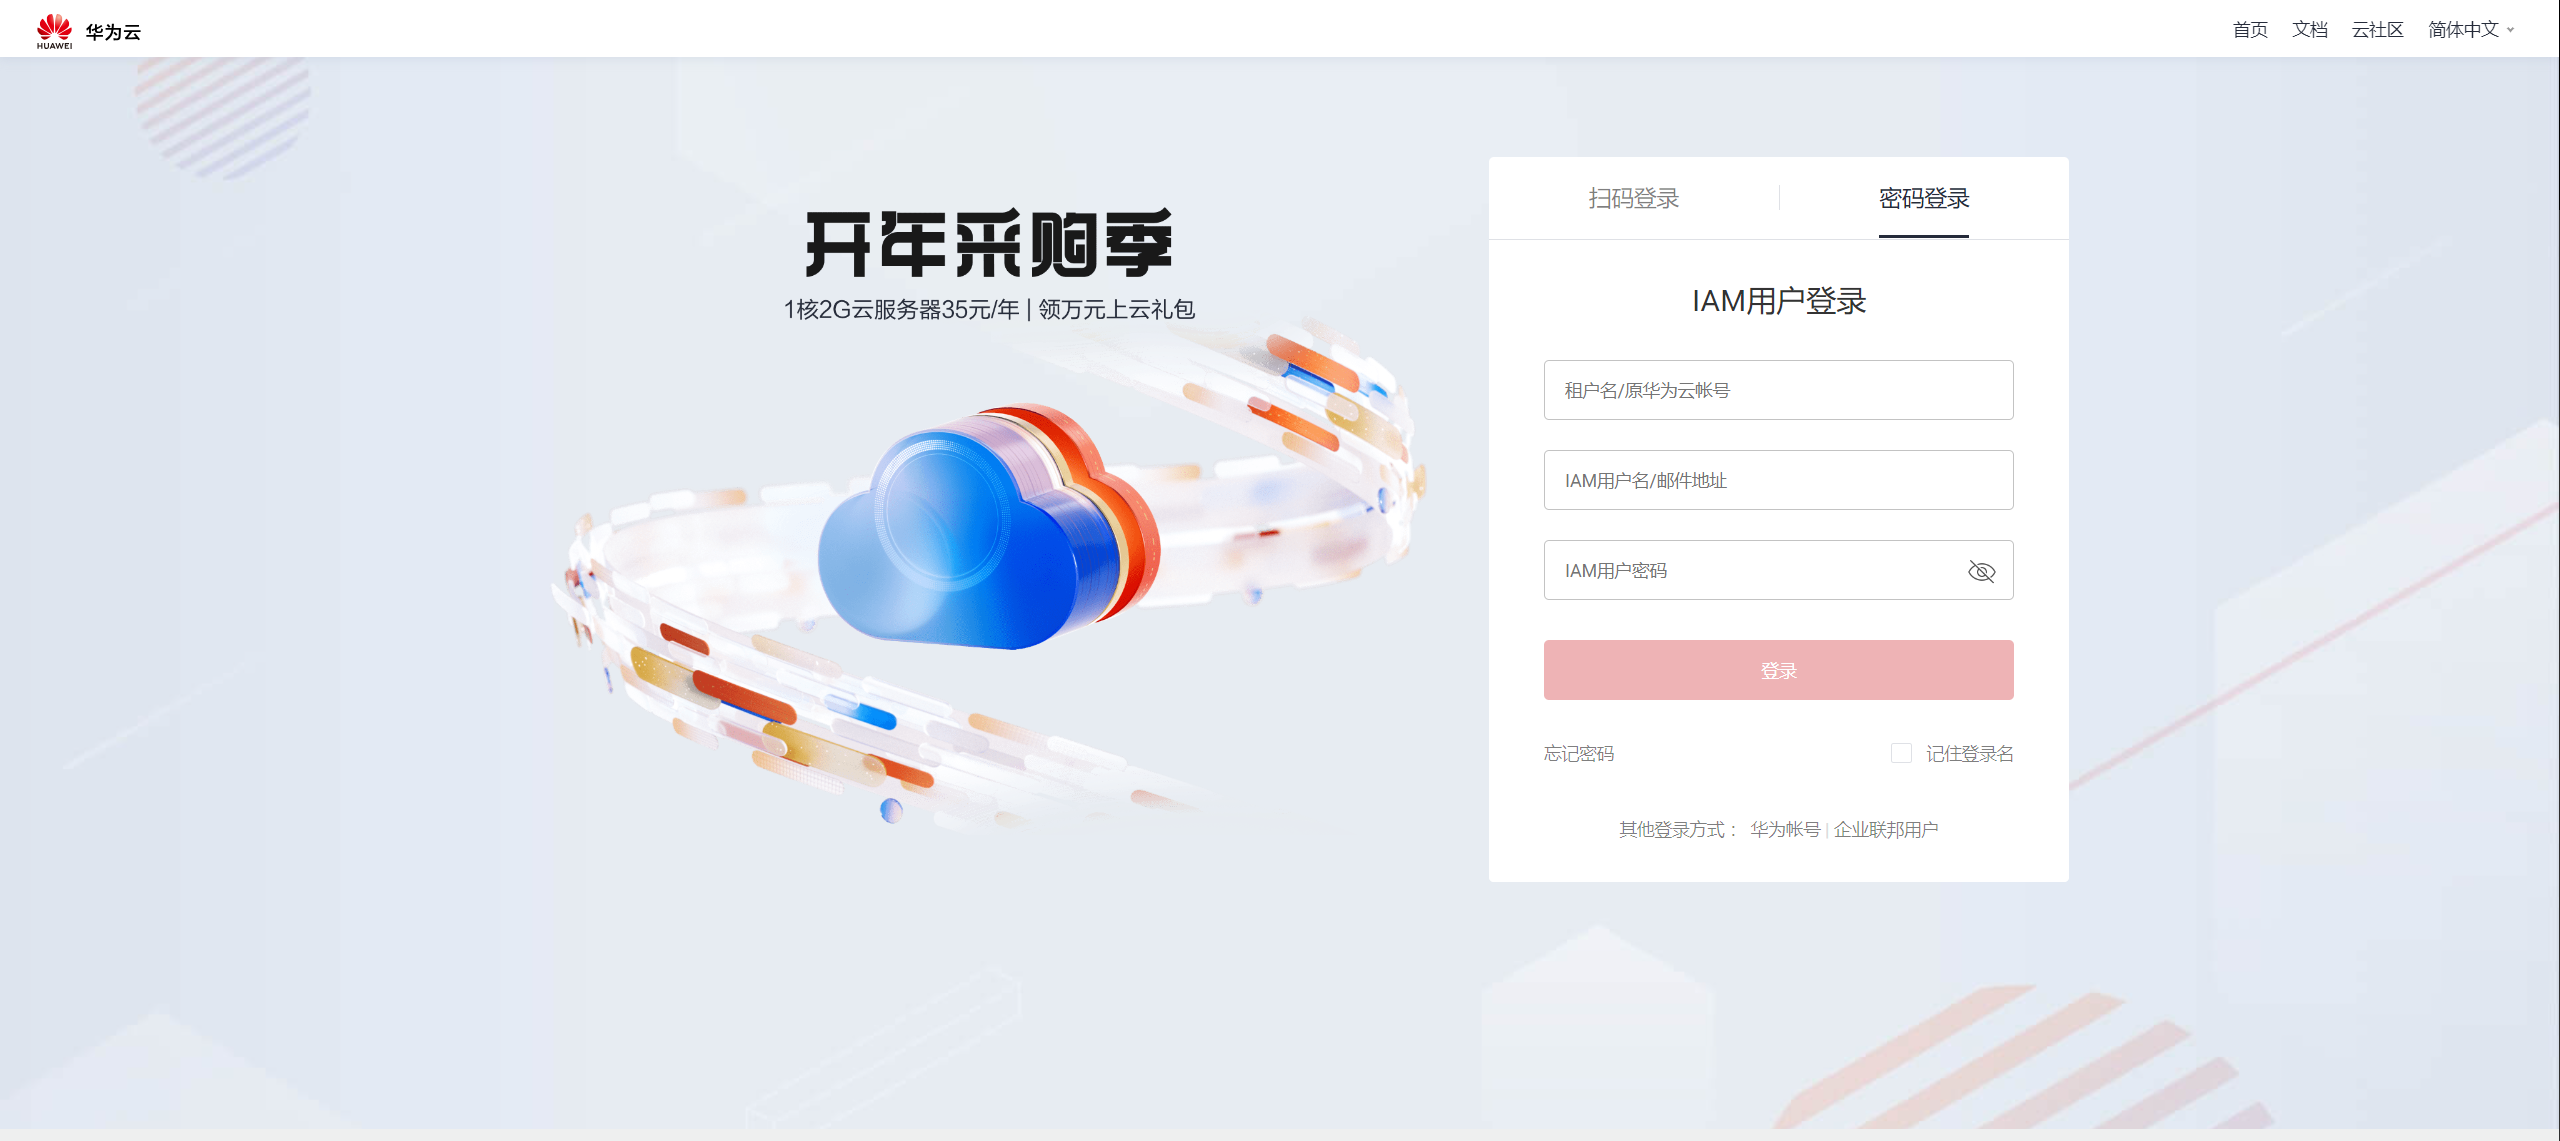 HUAWEI 华为云
首页 文档 云社区 简体中文
开年采购季
1核2G云服务器35元/年 | 领万元上云礼包
扫码登录 密码登录
IAM用户登录
租户名/原华为云帐号
IAM用户名/邮件地址
IAM用户密码
登录
忘记密码 记住登录名
其他登录方式： 华为帐号 | 企业联邦用户